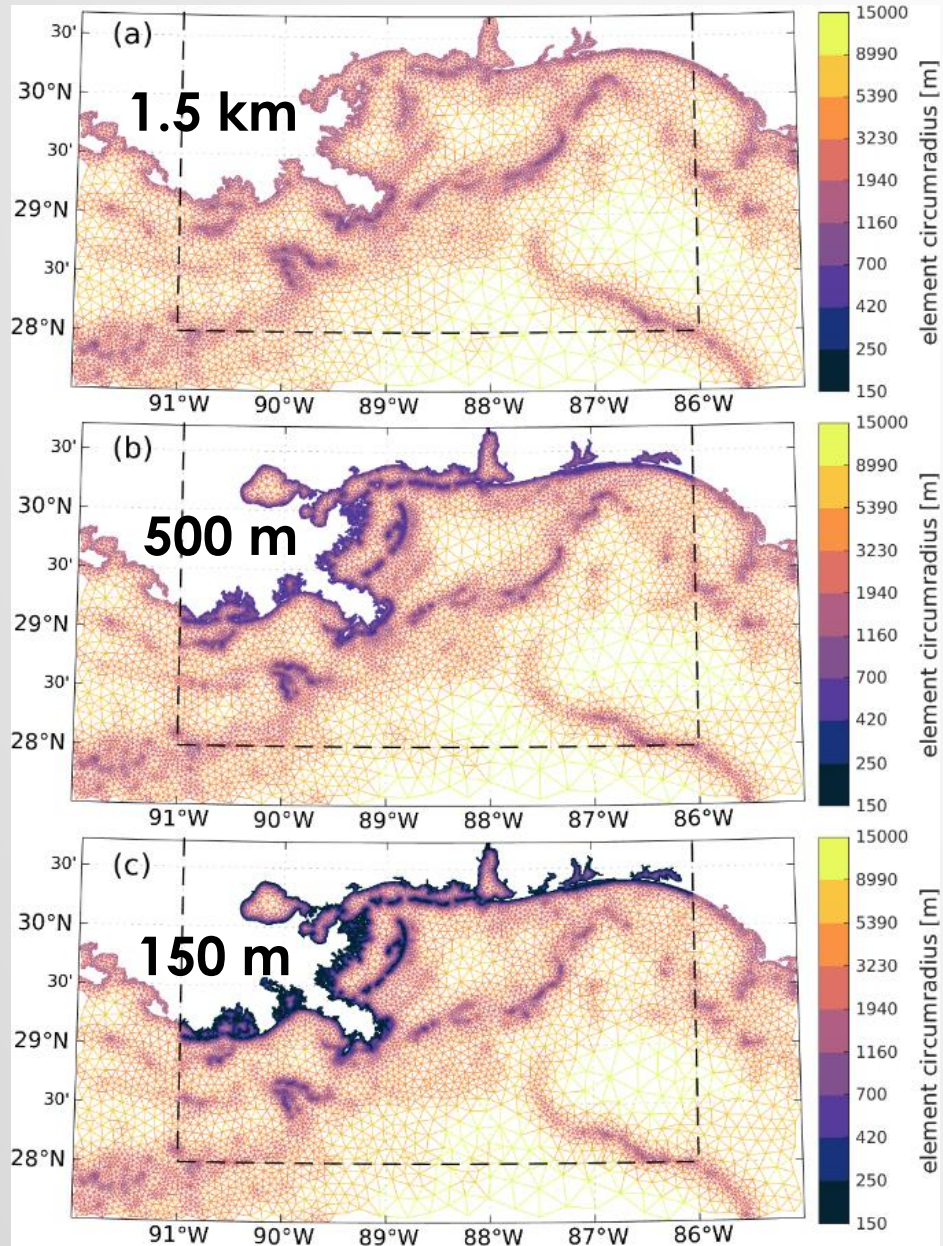 (a)
1.5 km
30'
30°N
30'
29°N
30'
28°N
91°W 90°W 89°W 88°W 87°W 86°W
15000
8990
5390
3230
1940
1160
700
420
250
150
element circumradius [m]
(b)
500 m
30'
30°N
30'
29°N
30'
28°N
91°W 90°W 89°W 88°W 87°W 86°W
15000
8990
5390
3230
1940
1160
700
420
250
150
element circumradius [m]
(c)
150 m
30'
30°N
30'
29°N
30'
28°N
91°W 90°W 89°W 88°W 87°W 86°W
15000
8990
5390
3230
1940
1160
700
420
250
150
element circumradius [m]